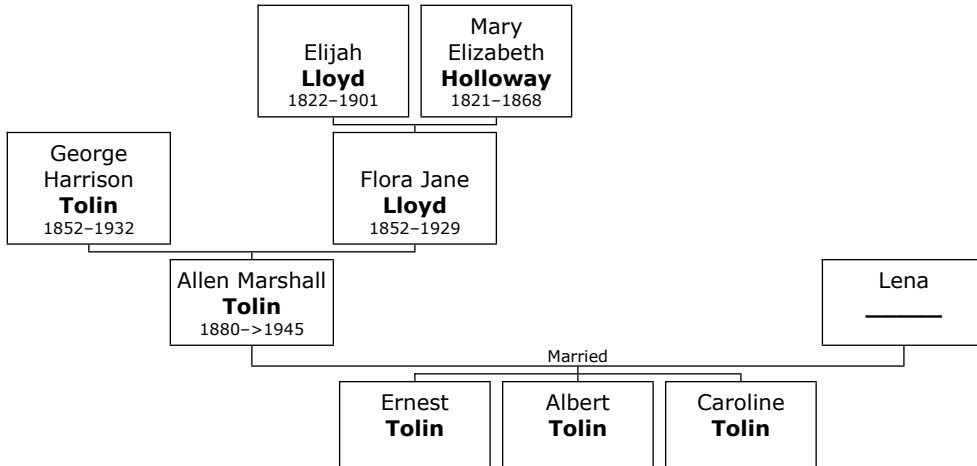 Elijah
Lloyd
1822–1901
Mary
Elizabeth
Holloway
1821–1868
George
Harrison
Tolin
1852–1932
Flora Jane
Lloyd
1852–1929
Allen Marshall
Tolin
1880–>1945
Lena
______
Married
Ernest
Tolin
Albert
Tolin
Caroline
Tolin